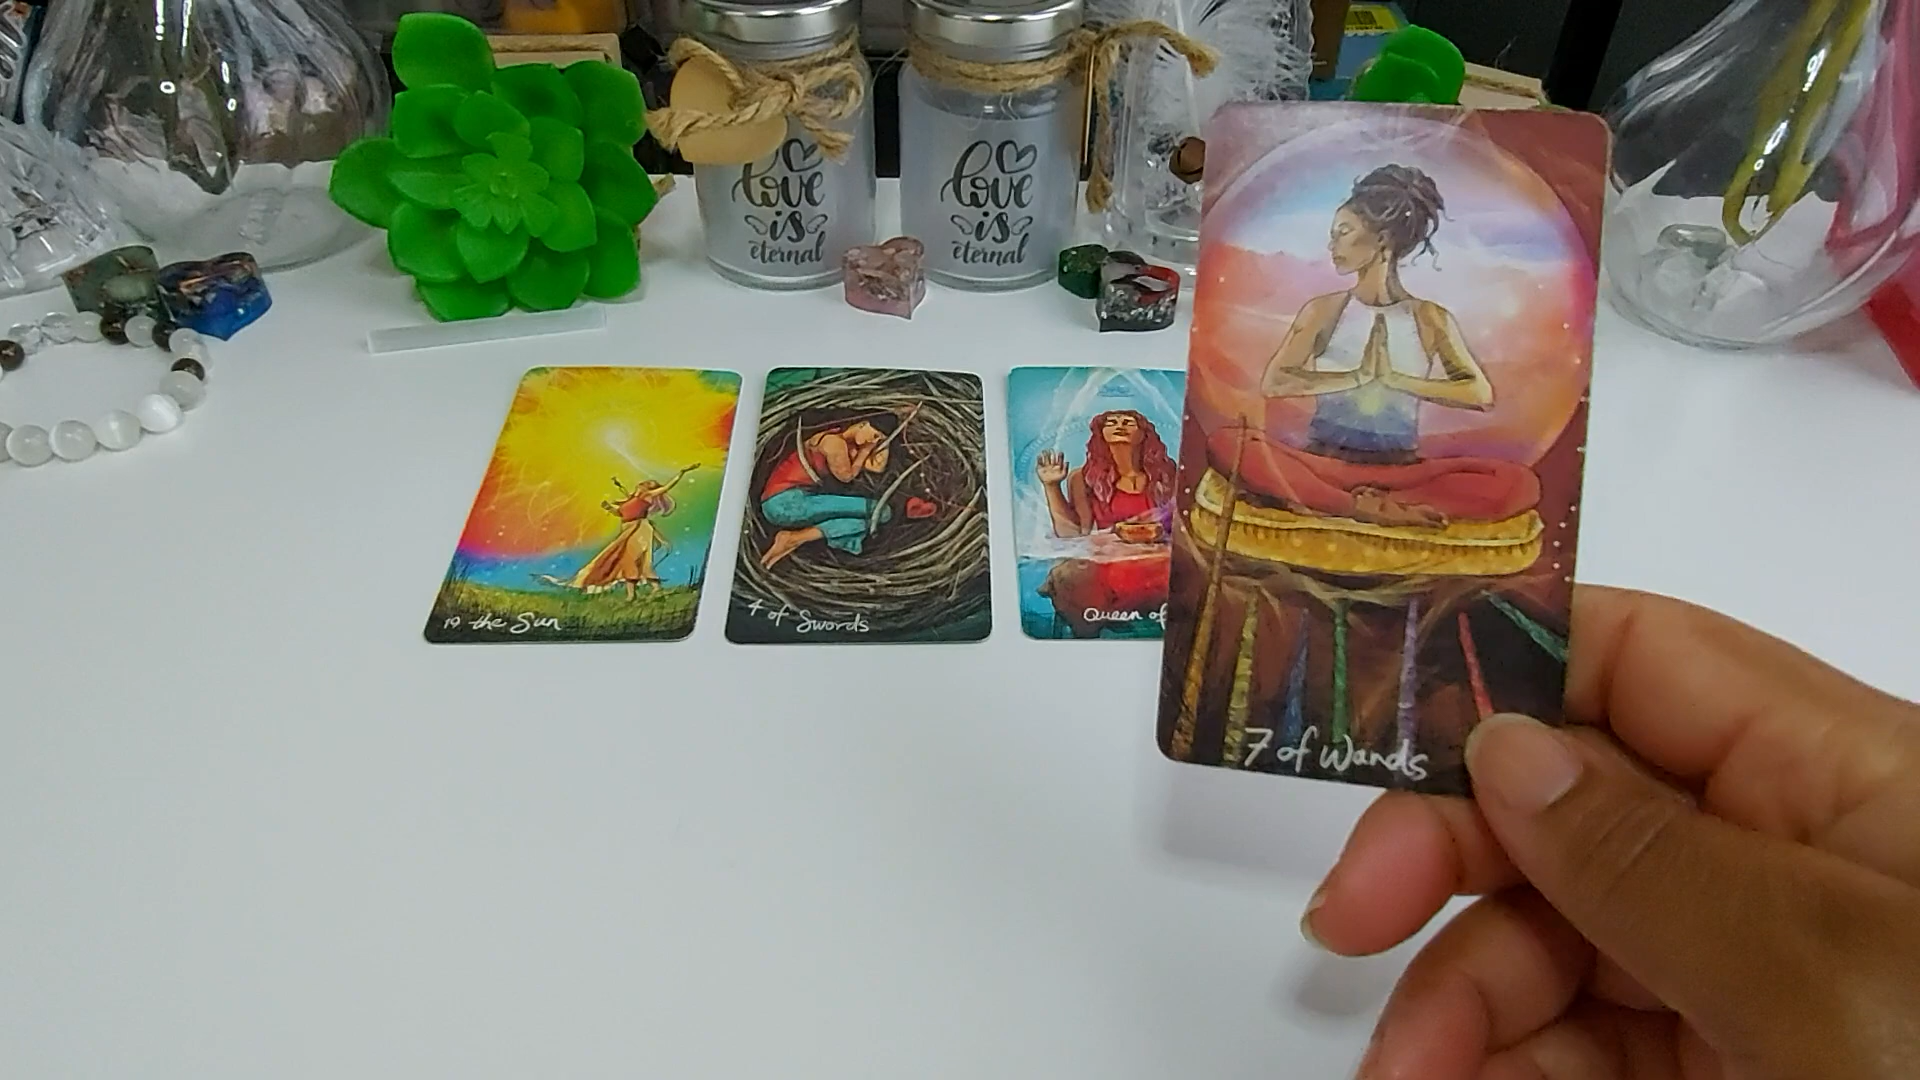 love
is
eternal
love
is
eternal
19 the Sun
4 of Swords
Queen of
7 of Wands